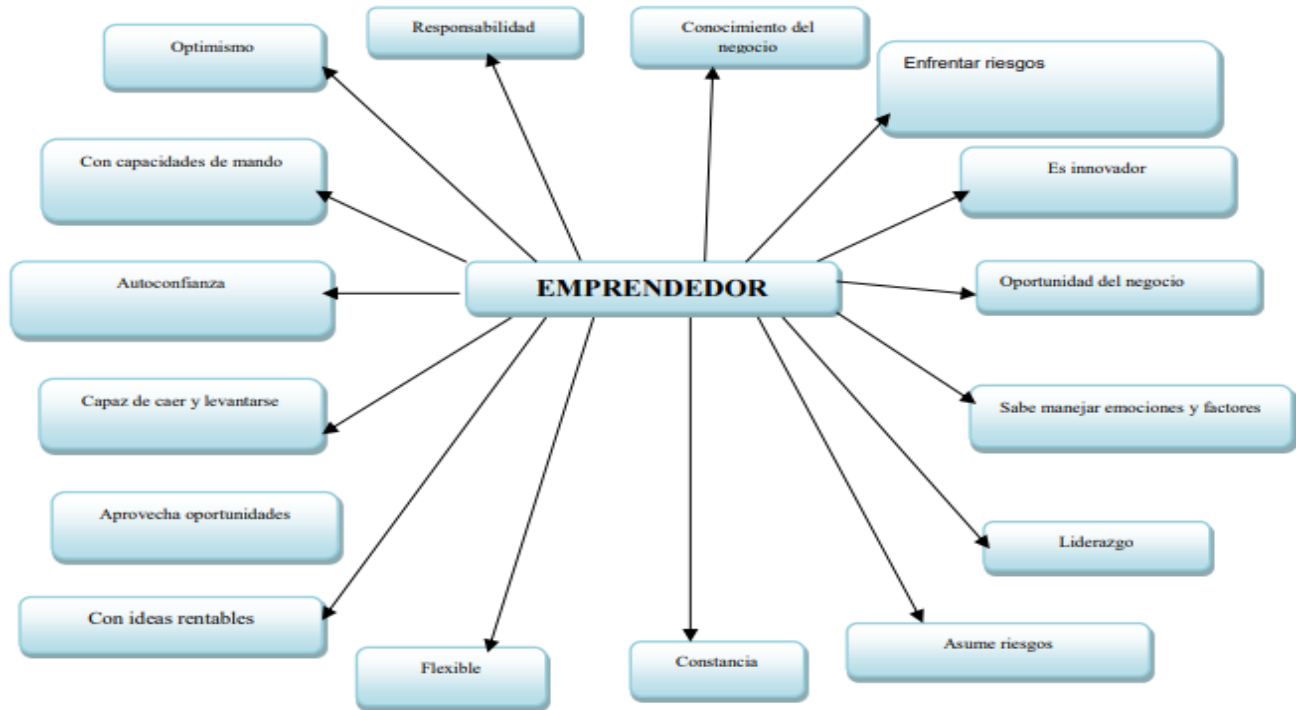 Optimismo
Responsabilidad
Conocimiento del
negocio
Enfrentar riesgos
Con capacidades de mando
Es innovador
Autoconfianza
EMPRENDEDOR
Oportunidad del negocio
Capaz de caer y levantarse
Sabe manejar emociones y factores
Aprovecha oportunidades
Liderazgo
Con ideas rentables
Flexible
Constancia
Asume riesgos